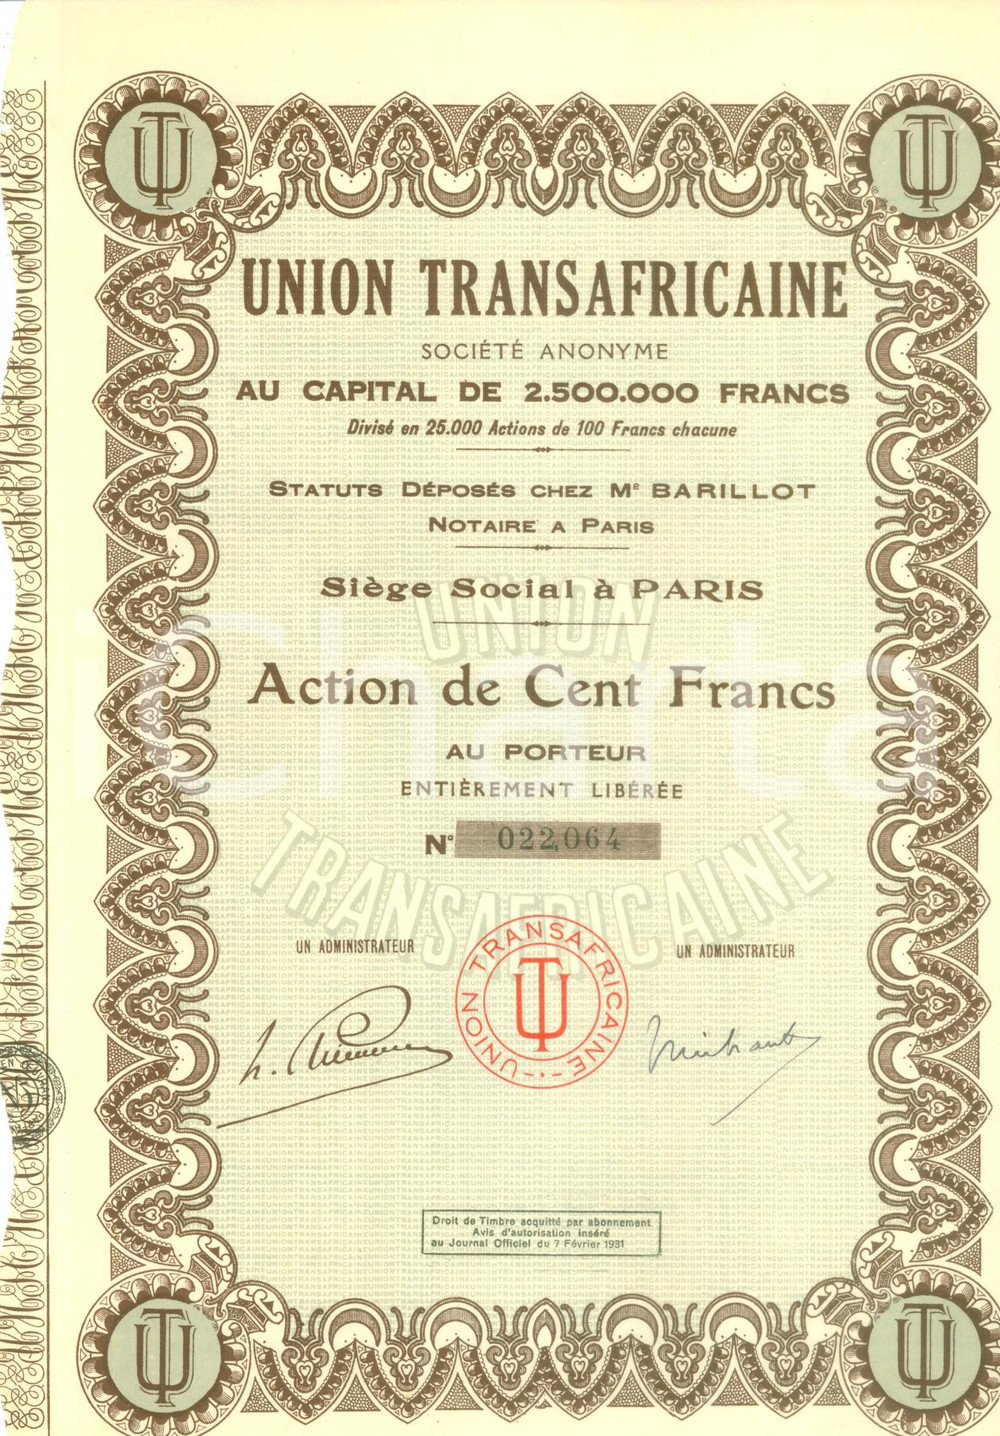 UNION TRANSAFRICAINE
SOCIÉTÉ ANONYME
AU CAPITAL DE 2.500.000 FRANCS
Divisé en 25.000 Actions de 100 Francs chacune
STATUTS DÉPOSÉS CHEZ Me BARILLOT
NOTAIRE A PARIS
Siège Social à PARIS
UNION
Action de Cent Francs
AU PORTEUR
ENTIÈREMENT LIBÉRÉE
N° 022,064
TRANSAFRICAINE
UN ADMINISTRATEUR
UN ADMINISTRATEUR
UNION TRANSAFRICAINE
Droit de Timbre acquitté par abonnement
Avis d'autorisation inséré
au Journal Officiel du 7 Février 1931